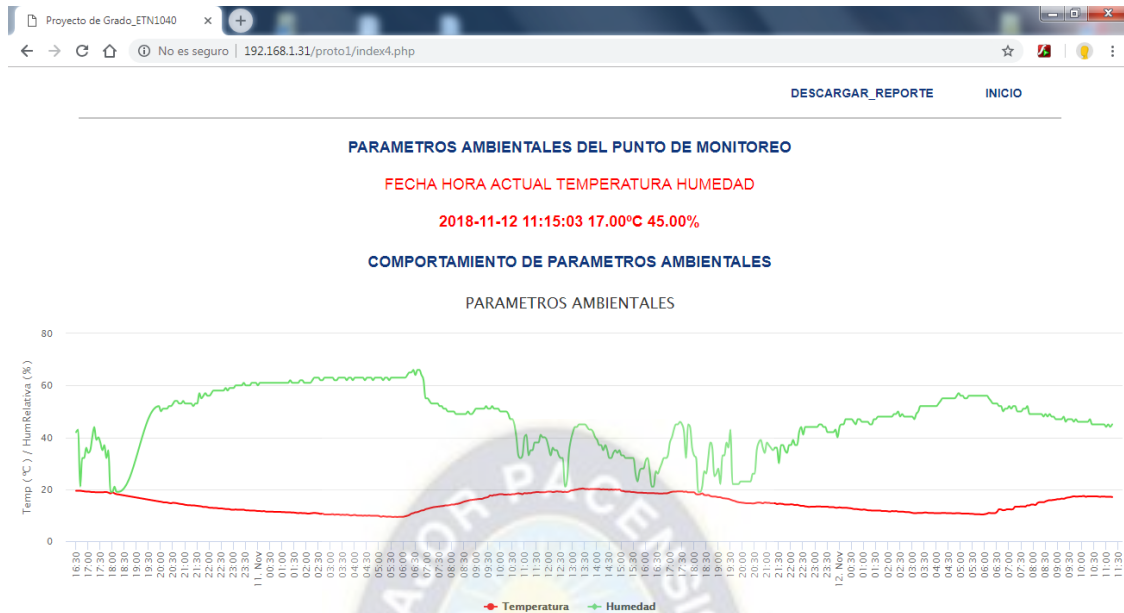 Proyecto de Grado_ETN1040
No es seguro | 192.168.1.31/proto1/index4.php
DESCARGAR_REPORTE INICIO
PARAMETROS AMBIENTALES DEL PUNTO DE MONITOREO
FECHA HORA ACTUAL TEMPERATURA HUMEDAD
2018-11-12 11:15:03 17.00ºC 45.00%
COMPORTAMIENTO DE PARAMETROS AMBIENTALES
PARAMETROS AMBIENTALES
Temp (ºC) / HumRelativa (%)
80
60
40
20
0
16:30 17:00 17:30 18:00 18:30 19:00 19:30 20:00 20:30 21:00 21:30 22:00 22:30 23:00 23:30 11. Nov 00:30 01:00 01:30 02:00 02:30 03:00 03:30 04:00 04:30 05:00 05:30 06:00 06:30 07:00 07:30 08:00 08:30 09:00 09:30 10:00 10:30 11:00 11:30 12:00 12:30 13:00 13:30 14:00 14:30 15:00 15:30 16:00 16:30 17:00 17:30 18:00 18:30 19:00 19:30 20:00 20:30 21:00 21:30 22:00 22:30 23:00 23:30 12. Nov 00:30 01:00 01:30 02:00 02:30 03:00 03:30 04:00 04:30 05:00 05:30 06:00 06:30 07:00 07:30 08:00 08:30 09:00 09:30 10:00 10:30 11:00 11:30
Temperatura Humedad
PACENSI